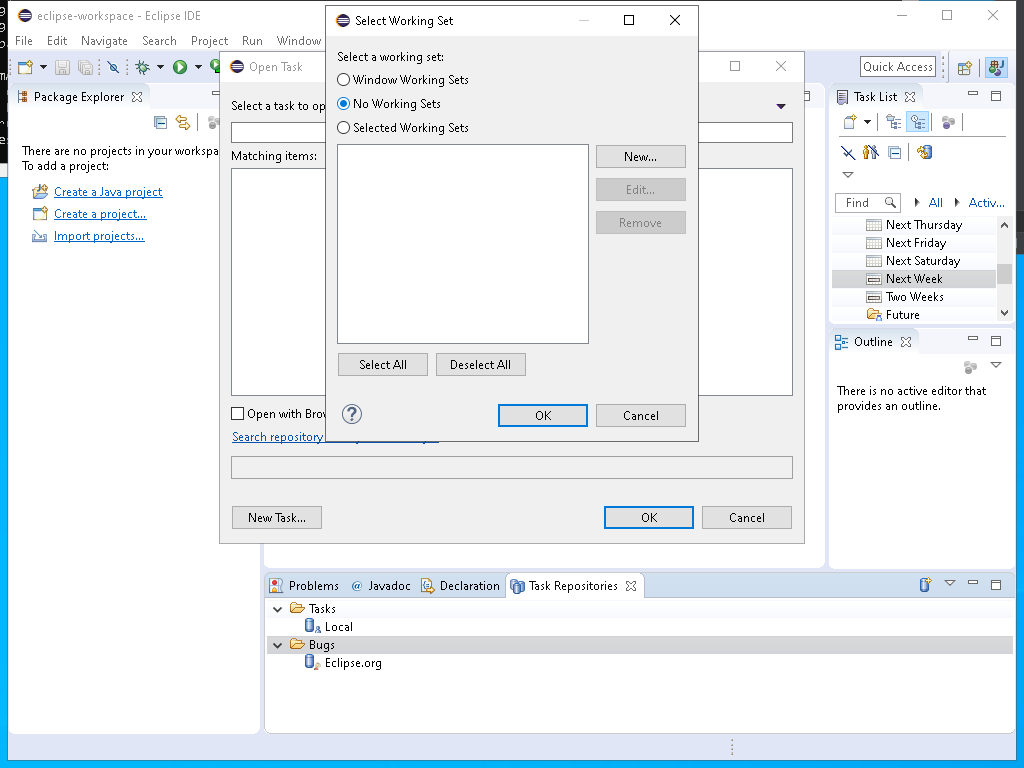 eclipse-workspace - Eclipse IDE
File Edit Navigate Search Project Run Window
Quick Access
Package Explorer
There are no projects in your workspa
To add a project:
Create a Java project
Create a project...
Import projects...
Open Task
Select a task to op
Matching items:
Open with Brow
Search repository
New Task...
OK
Cancel
Select Working Set
Select a working set:
Window Working Sets
No Working Sets
Selected Working Sets
New...
Edit...
Remove
Select All
Deselect All
OK
Cancel
Task List
Find
All
Activ...
Next Thursday
Next Friday
Next Saturday
Next Week
Two Weeks
Future
Outline
There is no active editor that
provides an outline.
Problems
@ Javadoc
Declaration
Task Repositories
Tasks
Local
Bugs
Eclipse.org